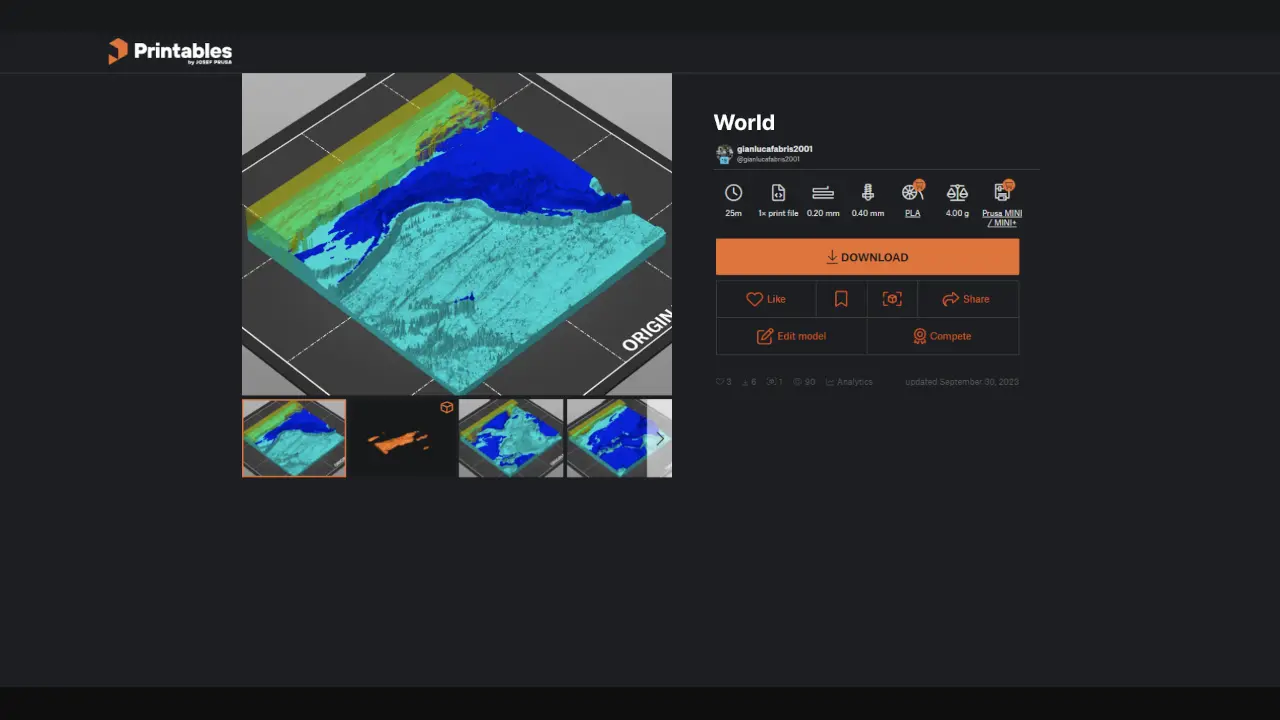 Printables
by JOSEF PRUSA
World
gianlucafabris2001
@gianlucafabris2001
25m
1× print file
0.20 mm
0.40 mm
PLA
4.00 g
Prusa MINI
/ MINI+
DOWNLOAD
Like
Share
Edit model
Compete
3
6
1
90
Analytics
updated September 30, 2023
ORIGIN